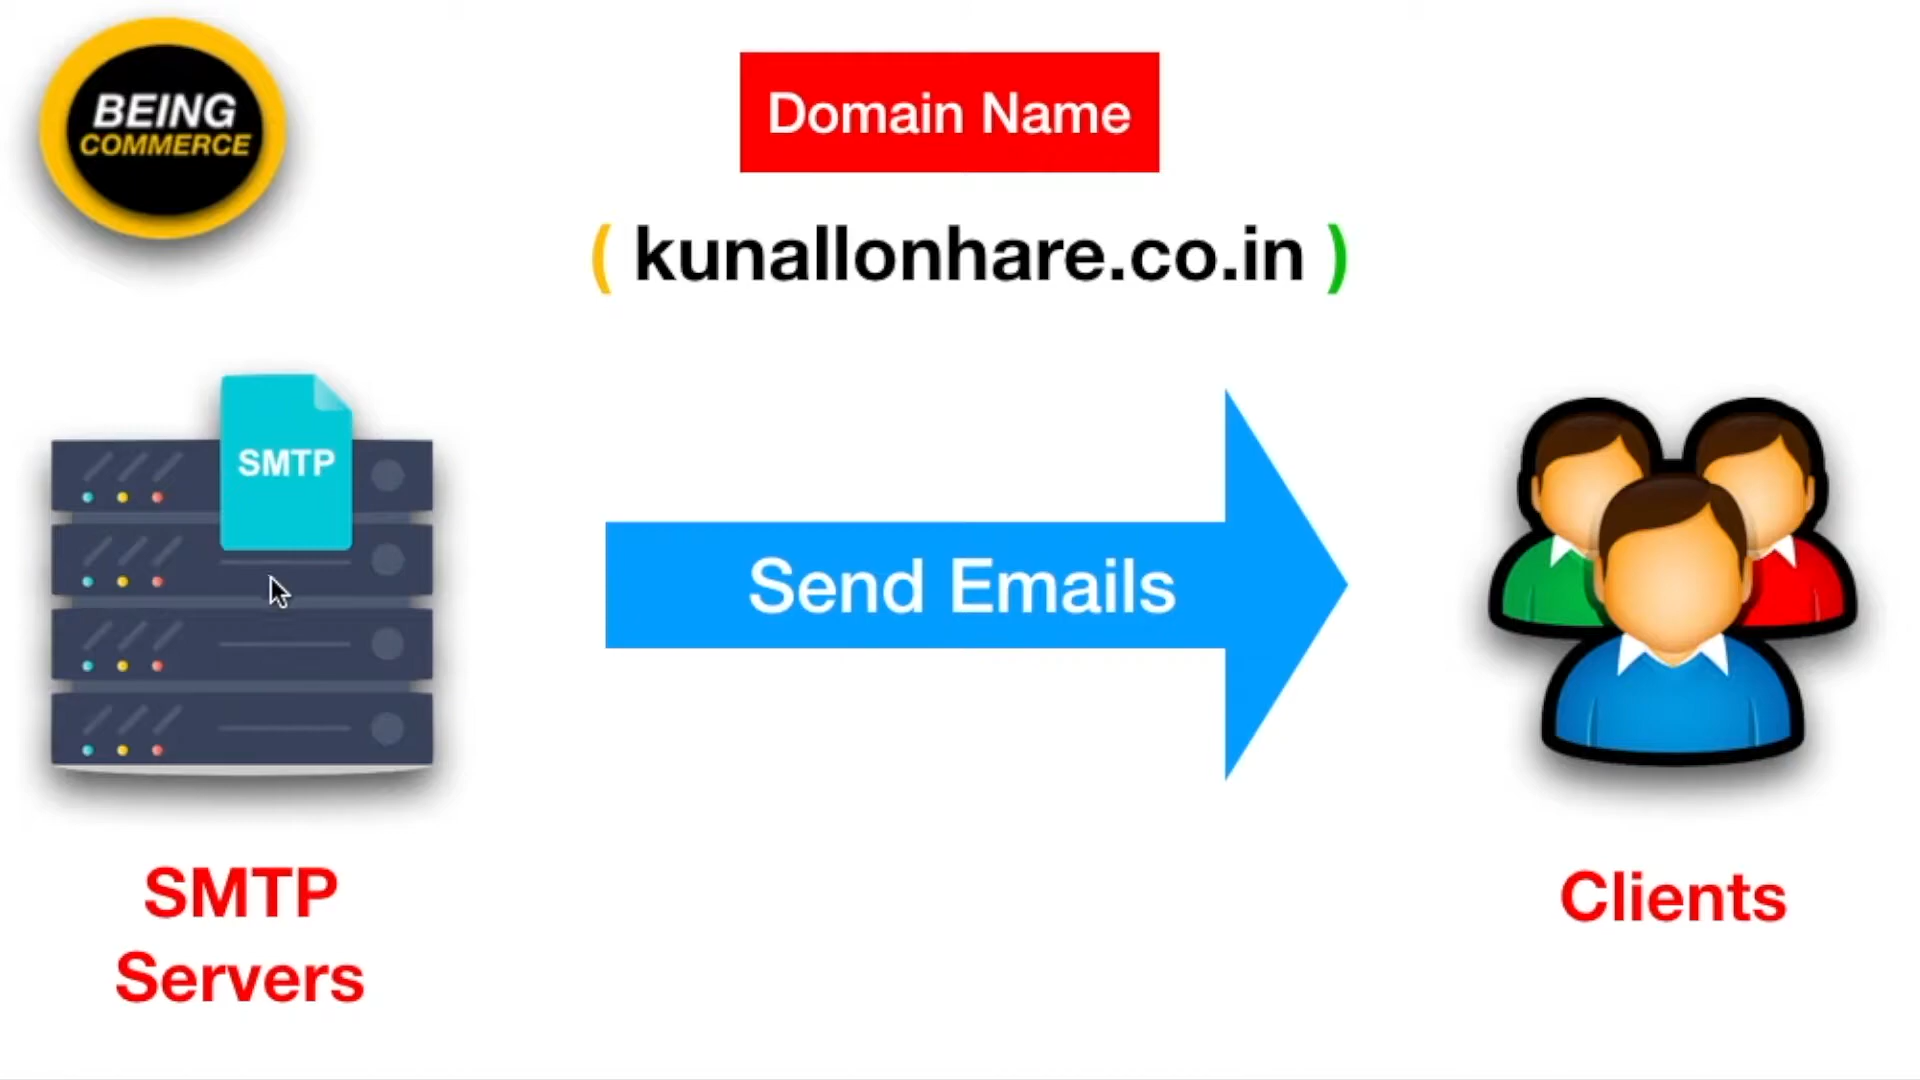 BEING
COMMERCE
Domain Name
( kunallonhare.co.in )
SMTP
Send Emails
SMTP
Servers
Clients